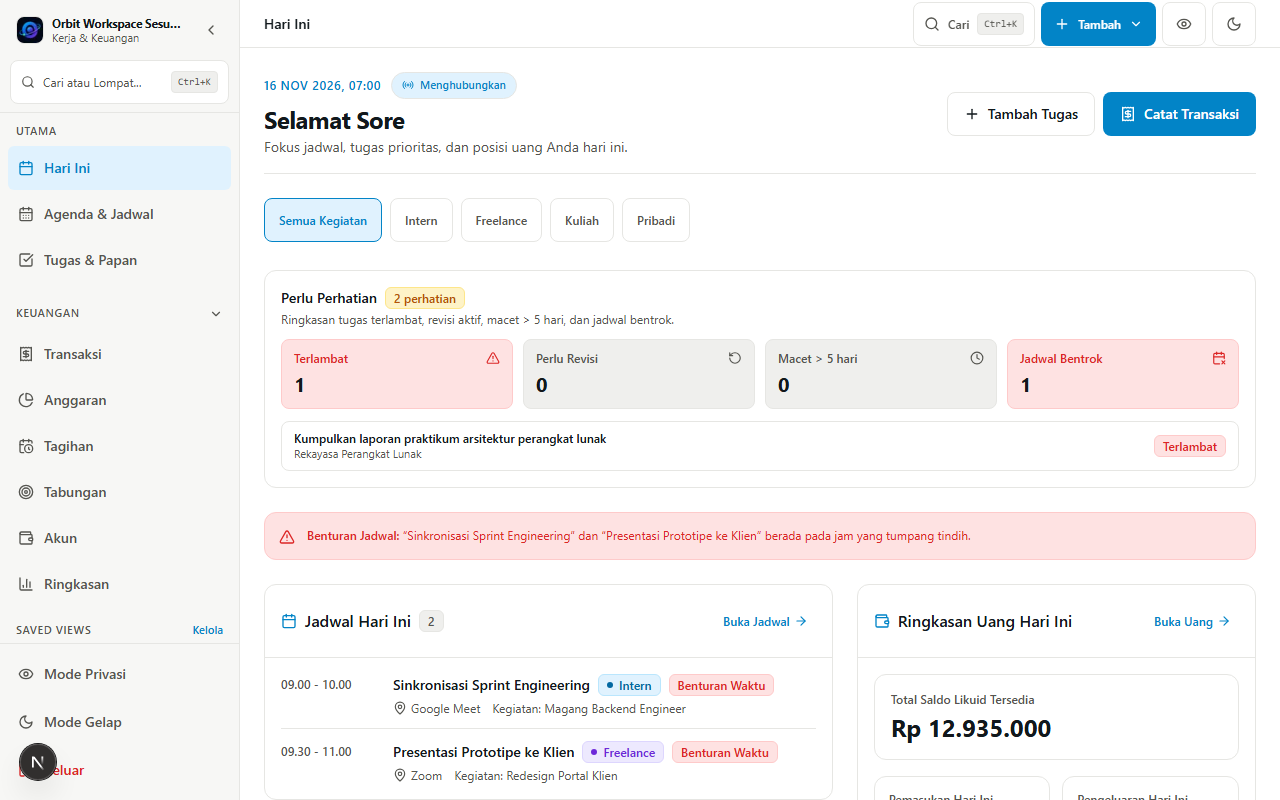 Orbit Workspace Sesu...
Kerja & Keuangan
Cari atau Lompat... Ctrl+K
UTAMA
Hari Ini
Agenda & Jadwal
Tugas & Papan
KEUANGAN
Transaksi
Anggaran
Tagihan
Tabungan
Akun
Ringkasan
SAVED VIEWS Kelola
Mode Privasi
Mode Gelap
N eluar
Hari Ini
Cari Ctrl+K
Tambah
16 NOV 2026, 07:00 Menghubungkan
Selamat Sore
Fokus jadwal, tugas prioritas, dan posisi uang Anda hari ini.
Tambah Tugas
Catat Transaksi
Semua Kegiatan Intern Freelance Kuliah Pribadi
Perlu Perhatian 2 perhatian
Ringkasan tugas terlambat, revisi aktif, macet > 5 hari, dan jadwal bentrok.
Terlambat
1
Perlu Revisi
0
Macet > 5 hari
0
Jadwal Bentrok
1
Kumpulkan laporan praktikum arsitektur perangkat lunak
Rekayasa Perangkat Lunak
Terlambat
Benturan Jadwal: "Sinkronisasi Sprint Engineering" dan "Presentasi Prototipe ke Klien" berada pada jam yang tumpang tindih.
Jadwal Hari Ini 2 Buka Jadwal
09.00 - 10.00 Sinkronisasi Sprint Engineering Intern Benturan Waktu
Google Meet Kegiatan: Magang Backend Engineer
09.30 - 11.00 Presentasi Prototipe ke Klien Freelance Benturan Waktu
Zoom Kegiatan: Redesign Portal Klien
Ringkasan Uang Hari Ini Buka Uang
Total Saldo Likuid Tersedia
Rp 12.935.000
Pemasukan Hari Ini
Pengeluaran Hari Ini